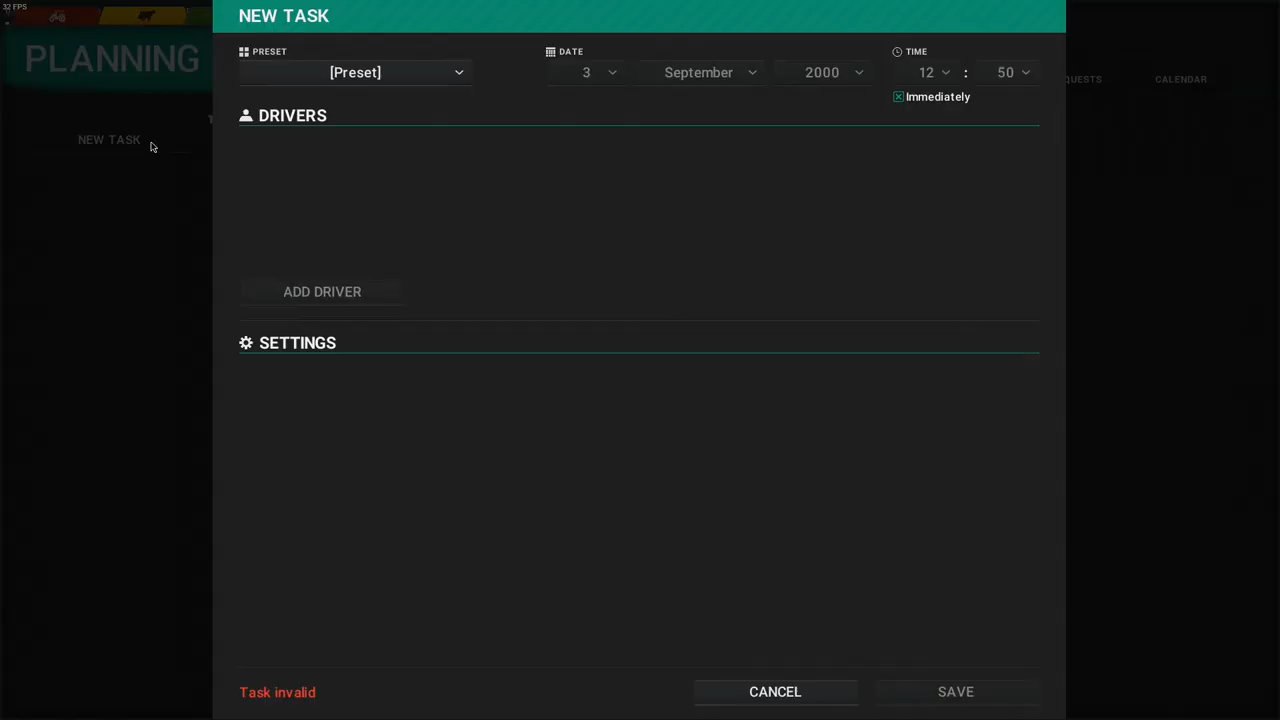 32 FPS
NEW TASK
PLANNING
PRESET
DATE
TIME
[Preset]
3
September
2000
12 : 50
CALENDAR
Immediately
DRIVERS
NEW TASK
ADD DRIVER
SETTINGS
Task invalid
CANCEL
SAVE